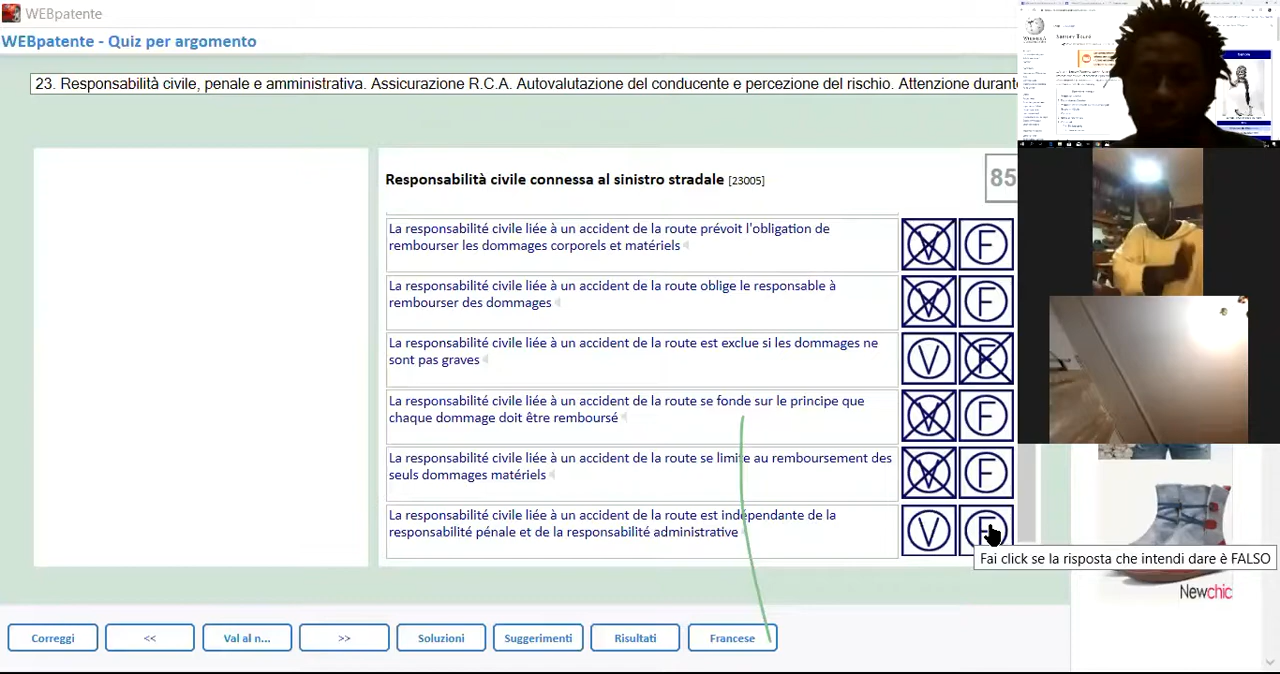 WEBpatente
WEBpatente - Quiz per argomento
23. Responsabilità civile, penale e amministrativa, Assicurazione r.c.a. e altre forme assicurative legate al veicolo. Attenzione durant
Responsabilità civile connessa al sinistro stradale [23005]
85
La responsabilité civile liée à un accident de la route prévoit l'obligation de
rembourser les dommages corporels et matériels
V F
La responsabilité civile liée à un accident de la route oblige le responsable à
rembourser des dommages
V F
La responsabilité civile liée à un accident de la route est exclue si les dommages ne
sont pas graves
V F
La responsabilité civile liée à un accident de la route se fonde sur le principe que
chaque dommage doit être remboursé
V F
La responsabilité civile liée à un accident de la route se limite au remboursement des
seuls dommages matériels
V F
La responsabilité civile liée à un accident de la route est indépendante de la
responsabilité pénale et de la responsabilité administrative
V F
Fai click se la risposta che intendi dare è FALSO
Newchic
Correggi << Val al n... >> Soluzioni Suggerimenti Risultati Francese